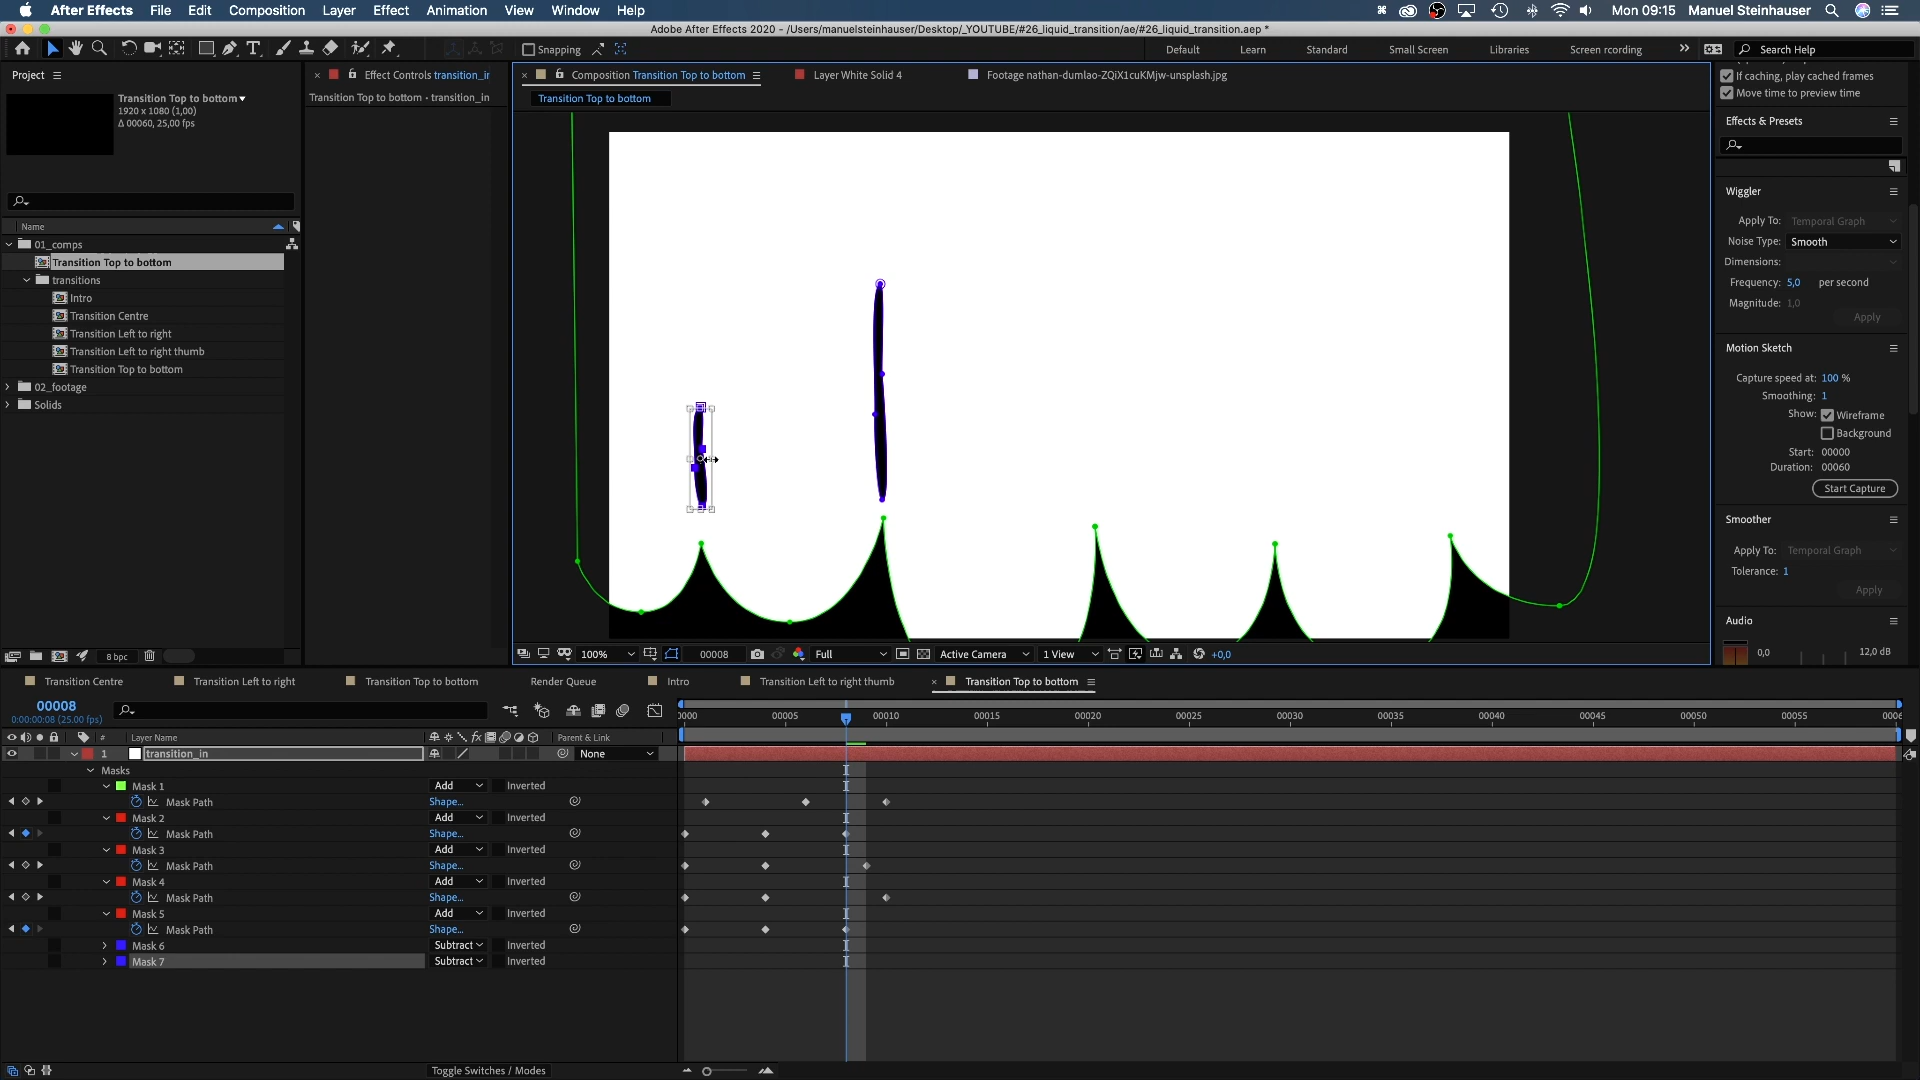 After Effects File Edit Composition Layer Effect Animation View Window Help Mon 09:15 Manuel Steinhauser
Adobe After Effects 2020 - /Users/manuelsteinhauser/Desktop/_YOUTUBE/#26_liquid_transition/ae/#26_liquid_transition.aep *
Snapping Default Learn Standard Small Screen Libraries Screen rcording Search Help
Project Effect Controls transition_in Composition Transition Top to bottom Layer White Solid 4 Footage nathan-dumlao-ZQiX1cuKMjw-unsplash.jpg
If caching, play cached frames
Move time to preview time
Transition Top to bottom
1920 x 1080 (1,00)
Δ 00060, 25,00 fps
Transition Top to bottom • transition_in
Transition Top to bottom
Effects & Presets
Wiggler
Apply To: Temporal Graph
Noise Type: Smooth
Dimensions:
Frequency: 5,0 per second
Magnitude: 1,0
Apply
Motion Sketch
Capture speed at: 100 %
Smoothing: 1
Show: Wireframe
Background
Start: 00000
Duration: 00060
Start Capture
Smoother
Apply To: Temporal Graph
Tolerance: 1
Apply
Audio
0,0 12,0 dB
Name
01_comps
Transition Top to bottom
transitions
Intro
Transition Centre
Transition Left to right
Transition Left to right thumb
Transition Top to bottom
02_footage
Solids
8 bpc
100% 00008 Full Active Camera 1 View +0,0
Transition Centre Transition Left to right Transition Top to bottom Render Queue Intro Transition Left to right thumb Transition Top to bottom
00008
0:00:00:08 (25.00 fps)
0000 00005 00010 00015 00020 00025 00030 00035 00040 00045 00050 00055 0006
# Layer Name fx Parent & Link
1 transition_in None
Masks
Mask 1 Add Inverted
Mask Path Shape...
Mask 2 Add Inverted
Mask Path Shape...
Mask 3 Add Inverted
Mask Path Shape...
Mask 4 Add Inverted
Mask Path Shape...
Mask 5 Add Inverted
Mask Path Shape...
Mask 6 Subtract Inverted
Mask 7 Subtract Inverted
Toggle Switches / Modes